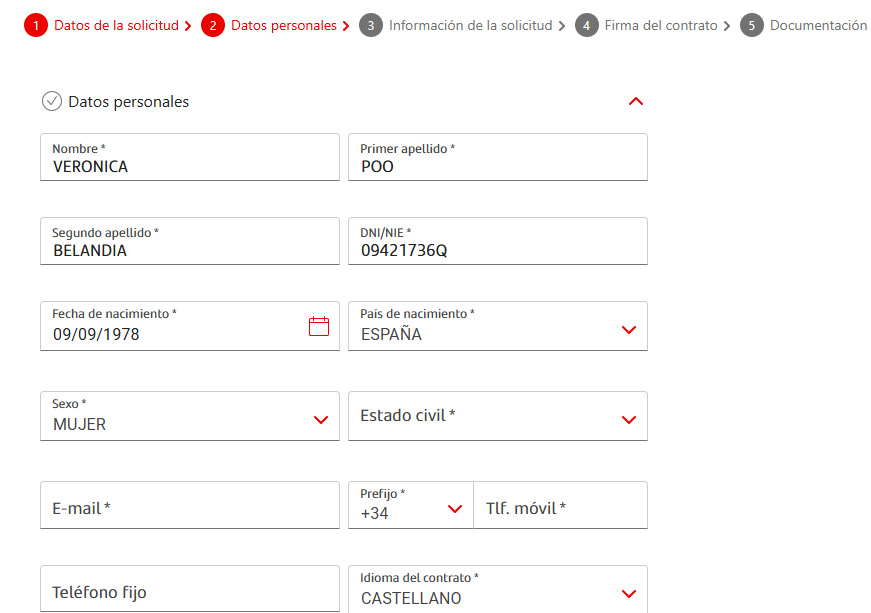 1 Datos de la solicitud 2 Datos personales 3 Información de la solicitud 4 Firma del contrato 5 Documentación
Datos personales
Nombre * Primer apellido *
VERONICA POO
Segundo apellido * DNI/NIE *
BELANDIA 09421736Q
Fecha de nacimiento * País de nacimiento *
09/09/1978 ESPAÑA
Sexo *
MUJER Estado civil *
E-mail * Prefijo * Tlf. móvil *
+34
Teléfono fijo Idioma del contrato *
CASTELLANO